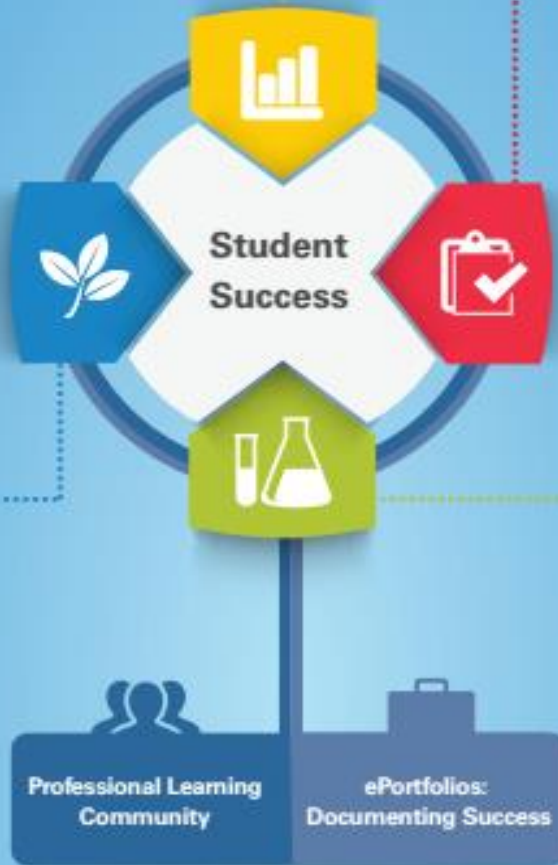 Student
Success
Professional Learning
Community
ePortfolios:
Documenting Success